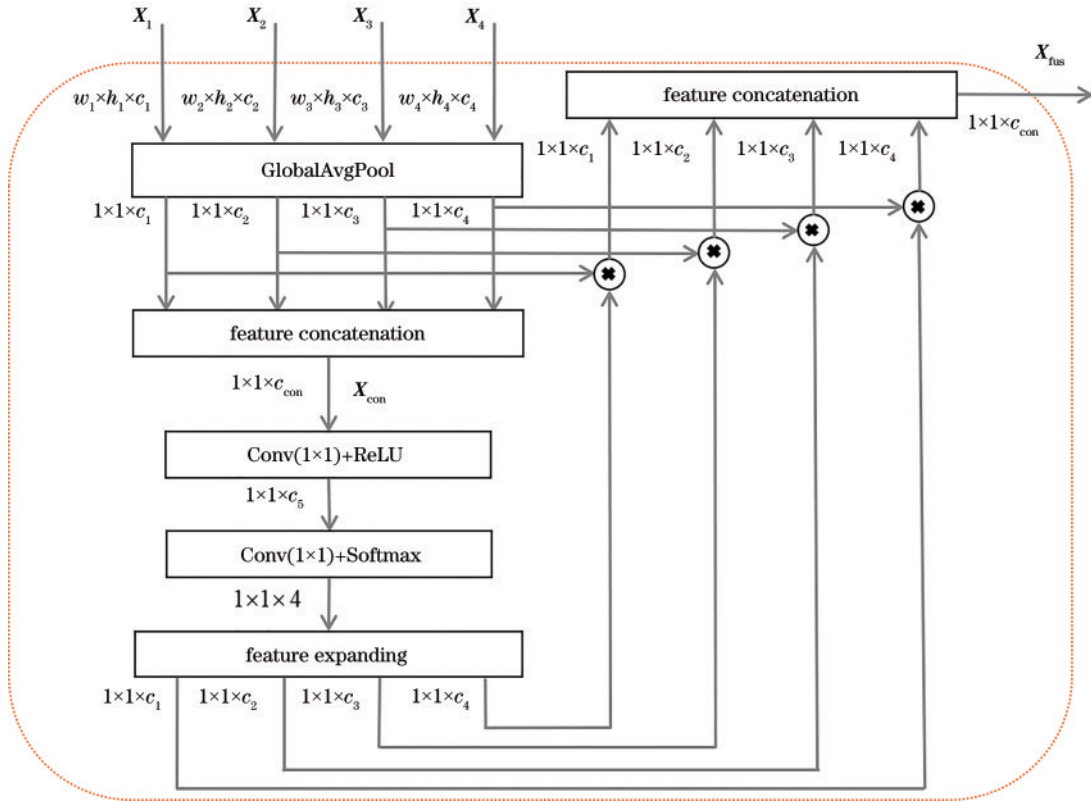 X₁ X₂ X₃ X₄
X_fus
w₁×h₁×c₁ w₂×h₂×c₂ w₃×h₃×c₃ w₄×h₄×c₄
feature concatenation
1×1×c_con
1×1×c₁ 1×1×c₂ 1×1×c₃ 1×1×c₄
GlobalAvgPool
1×1×c₁ 1×1×c₂ 1×1×c₃ 1×1×c₄
feature concatenation
1×1×c_con X_con
Conv(1×1)+ReLU
1×1×c₅
Conv(1×1)+Softmax
1×1×4
feature expanding
1×1×c₁ 1×1×c₂ 1×1×c₃ 1×1×c₄